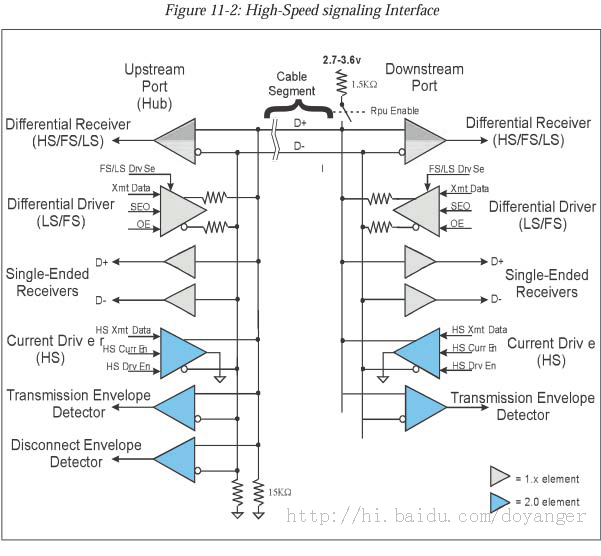 Figure 11-2: High-Speed signaling Interface
2.7-3.6v
Upstream
Port
(Hub)
Cable
Segment
1.5KΩ
Downstream
Port
Rpu Enable
Differential Receiver
(HS/FS/LS)
D+
D-
Differential Receiver
(HS/FS/LS)
FS/LS Drv Se
Xmt Data
SEO
OE
Differential Driver
(LS/FS)
FS/LS Drv Se
Xmt Data
SEO
OE
Differential Driver
(LS/FS)
D+
D-
Single-Ended
Receivers
D+
D-
Single-Ended
Receivers
Current Driv e r
(HS)
HS Xmt Data
HS Curr En
HS Drv En
HS Xmt Data
HS Curr En
HS Drv En
Current Driv e
(HS)
Transmission Envelope
Detector
Transmission Envelope
Detector
Disconnect Envelope
Detector
15KΩ
= 1.x element
= 2.0 element
http://hi.baidu.com/doyanger